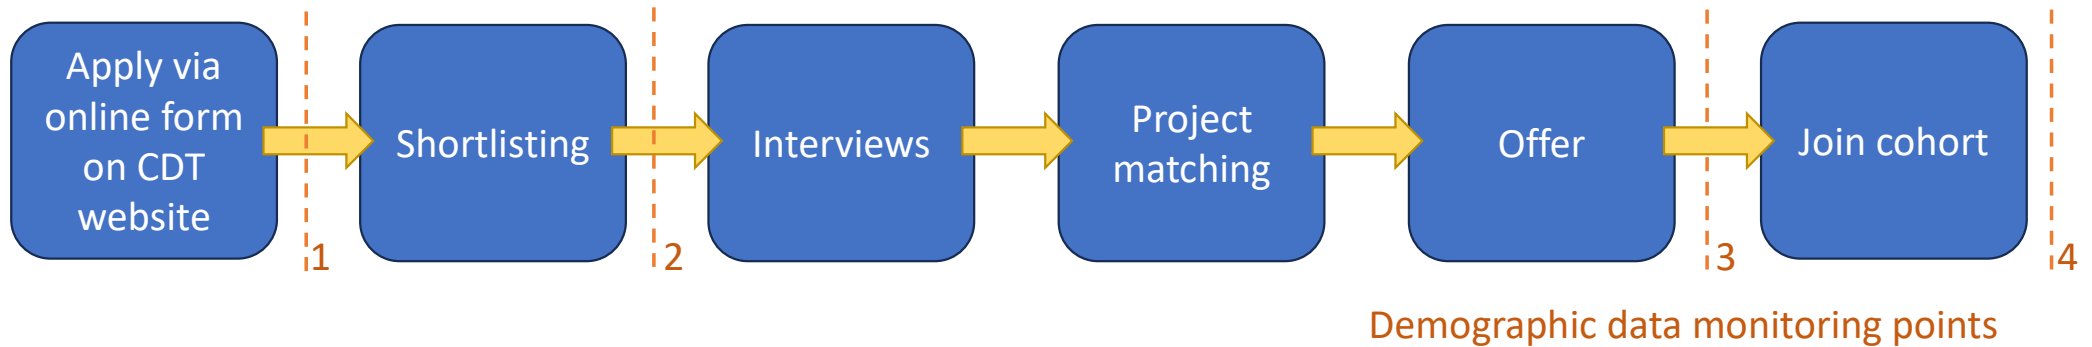 Apply via
online form
on CDT
website
Shortlisting
Interviews
Project
matching
Offer
Join cohort
1
2
3
4
Demographic data monitoring points